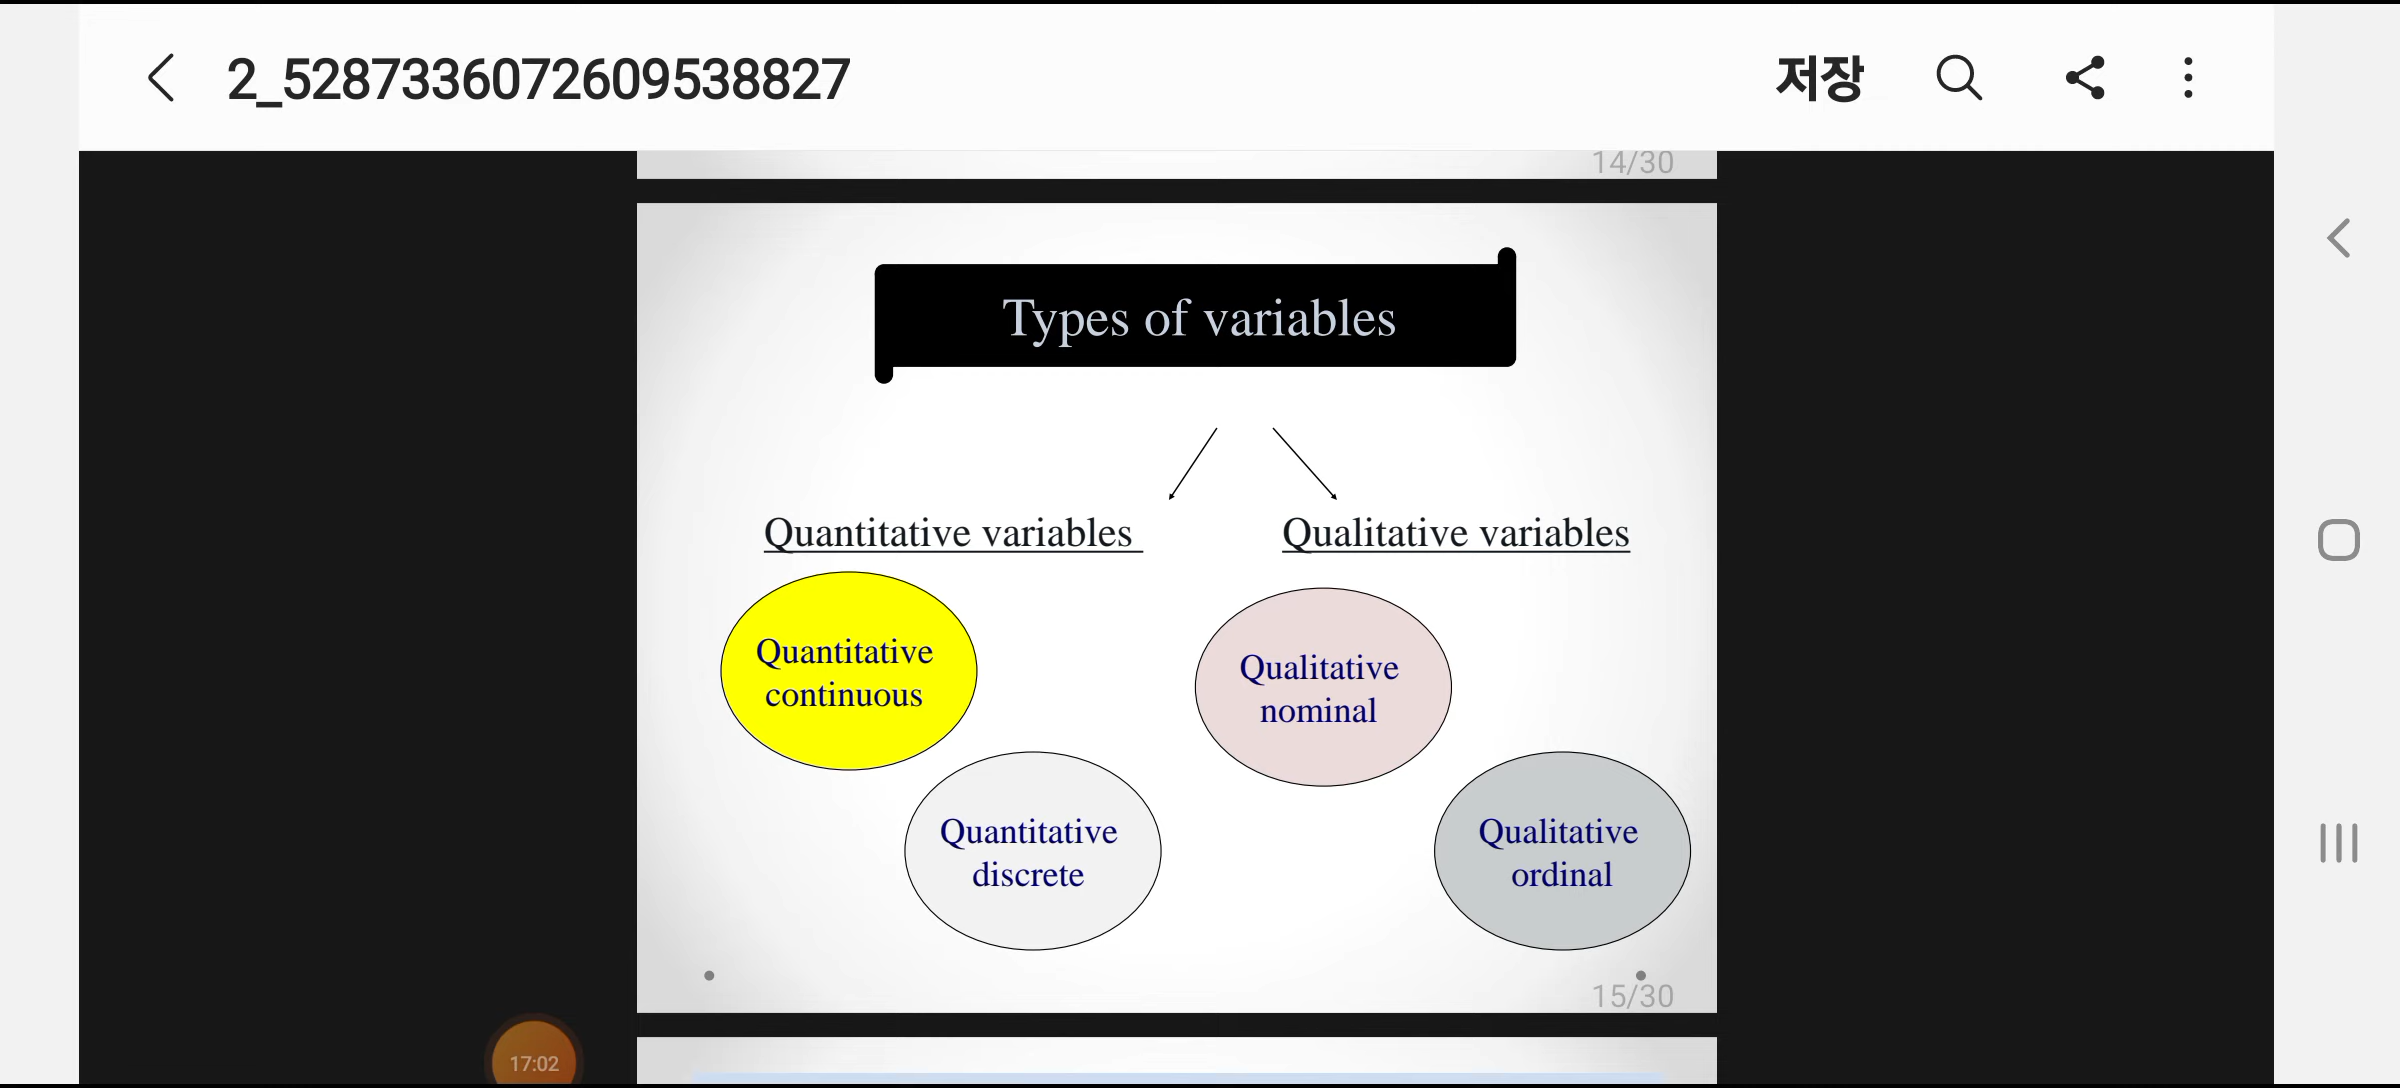 2_5287336072609538827
저장
14/30
Types of variables
Quantitative variables
Qualitative variables
Quantitative
continuous
Qualitative
nominal
Quantitative
discrete
Qualitative
ordinal
15/30
17:02